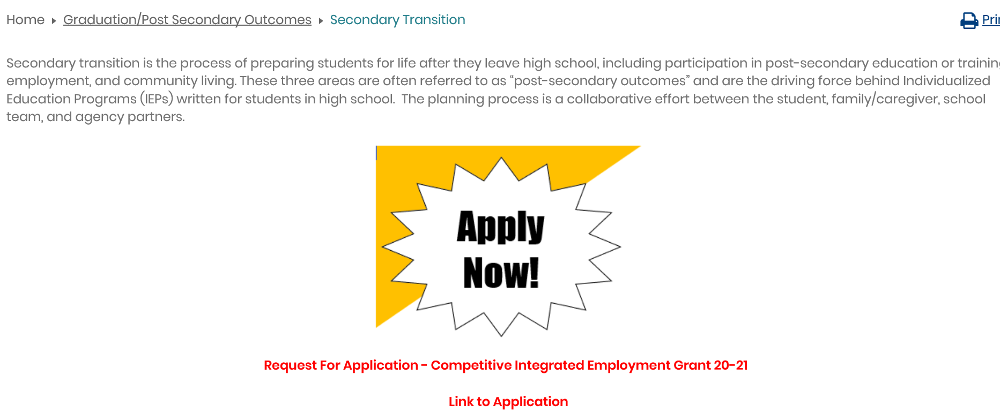 Home ▸ Graduation/Post Secondary Outcomes ▸ Secondary Transition
Secondary transition is the process of preparing students for life after they leave high school, including participation in post-secondary education or
employment, and community living. These three areas are often referred to as “post-secondary outcomes” and are the driving force behind Individualized
Education Programs (IEPs) written for students in high school.  The planning process is a collaborative effort between the student, family/caregiver, school
team, and agency partners.
Apply
Now!
Request For Application - Competitive Integrated Employment Grant 20-21
Link to Application